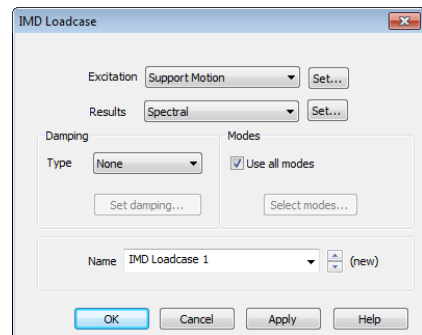 IMD Loadcase
Excitation Support Motion Set...
Results Spectral Set...
Damping Modes
Type None Use all modes
Set damping... Select modes...
Name IMD Loadcase 1 (new)
OK Cancel Apply Help